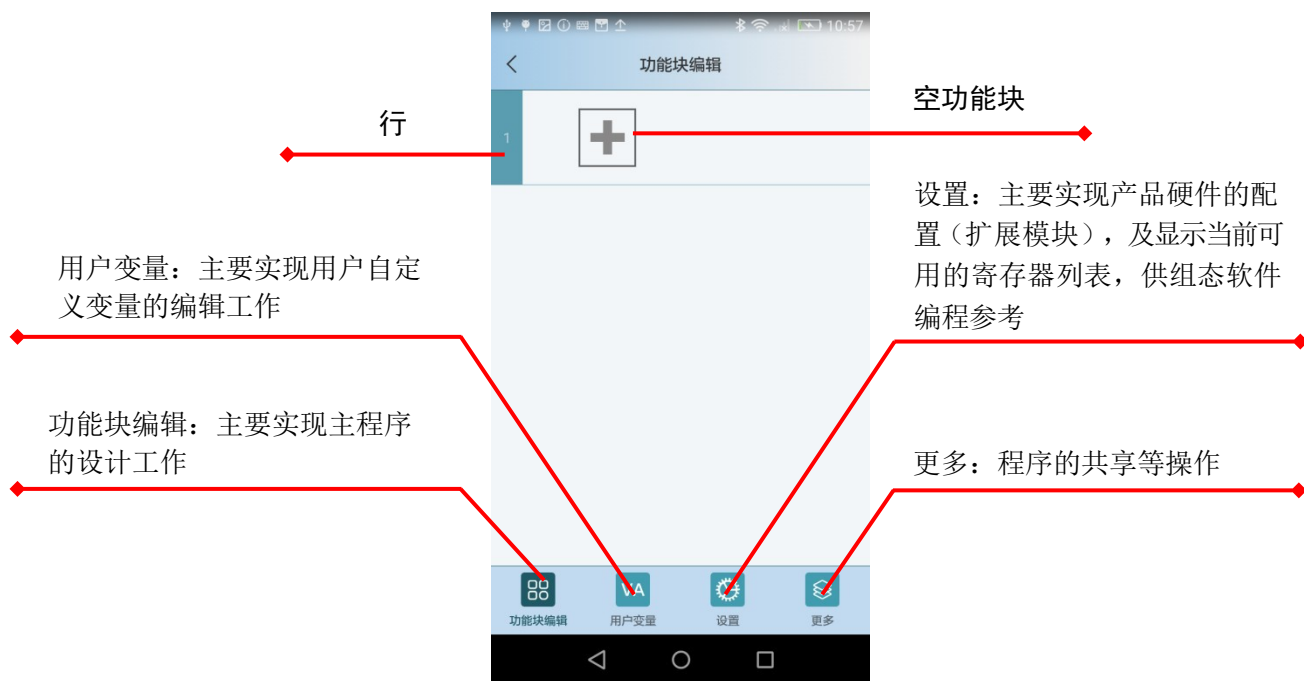 10:57
功能块编辑
行
1
空功能块
设置：主要实现产品硬件的配
置（扩展模块），及显示当前可
用的寄存器列表，供组态软件
编程参考
用户变量：主要实现用户自定
义变量的编辑工作
功能块编辑：主要实现主程序
的设计工作
更多：程序的共享等操作
VA
功能块编辑
用户变量
设置
更多